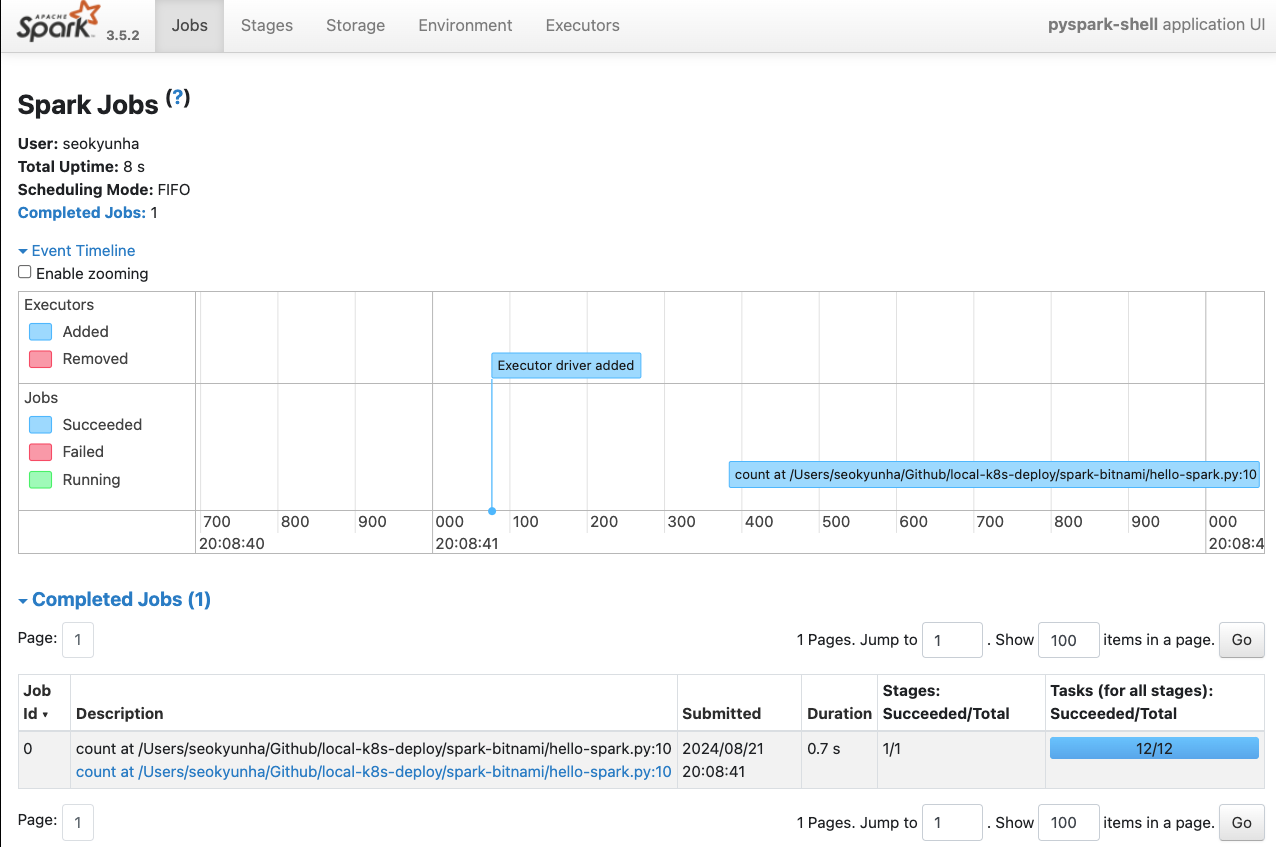 APACHE
Spark 3.5.2 Jobs Stages Storage Environment Executors pyspark-shell application UI
Spark Jobs (?)
User: seokyunha
Total Uptime: 8 s
Scheduling Mode: FIFO
Completed Jobs: 1
Event Timeline
Enable zooming
Executors
Added
Removed
Executor driver added
Jobs
Succeeded
Failed
Running
count at /Users/seokyunha/Github/local-k8s-deploy/spark-bitnami/hello-spark.py:10
700 800 900 000 100 200 300 400 500 600 700 800 900 000
20:08:40 20:08:41 20:08:4
Completed Jobs (1)
Page: 1 1 Pages. Jump to 1 . Show 100 items in a page. Go
Job Id ▾ Description Submitted Duration Stages: Succeeded/Total Tasks (for all stages): Succeeded/Total
0 count at /Users/seokyunha/Github/local-k8s-deploy/spark-bitnami/hello-spark.py:10 2024/08/21 0.7 s 1/1 12/12
count at /Users/seokyunha/Github/local-k8s-deploy/spark-bitnami/hello-spark.py:10 20:08:41
Page: 1 1 Pages. Jump to 1 . Show 100 items in a page. Go